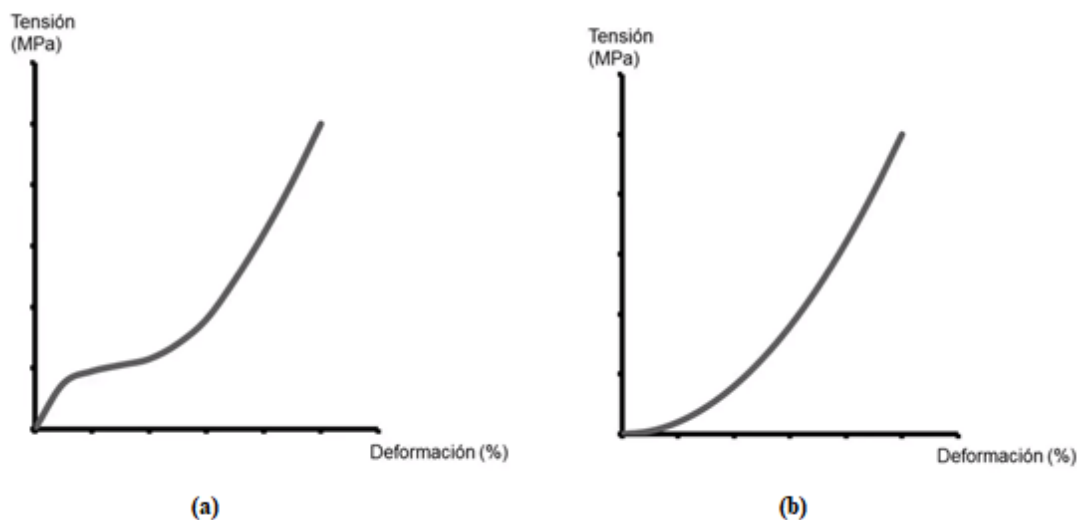 Tensión
(MPa)
Deformación (%)
(a)
Tensión
(MPa)
Deformación (%)
(b)